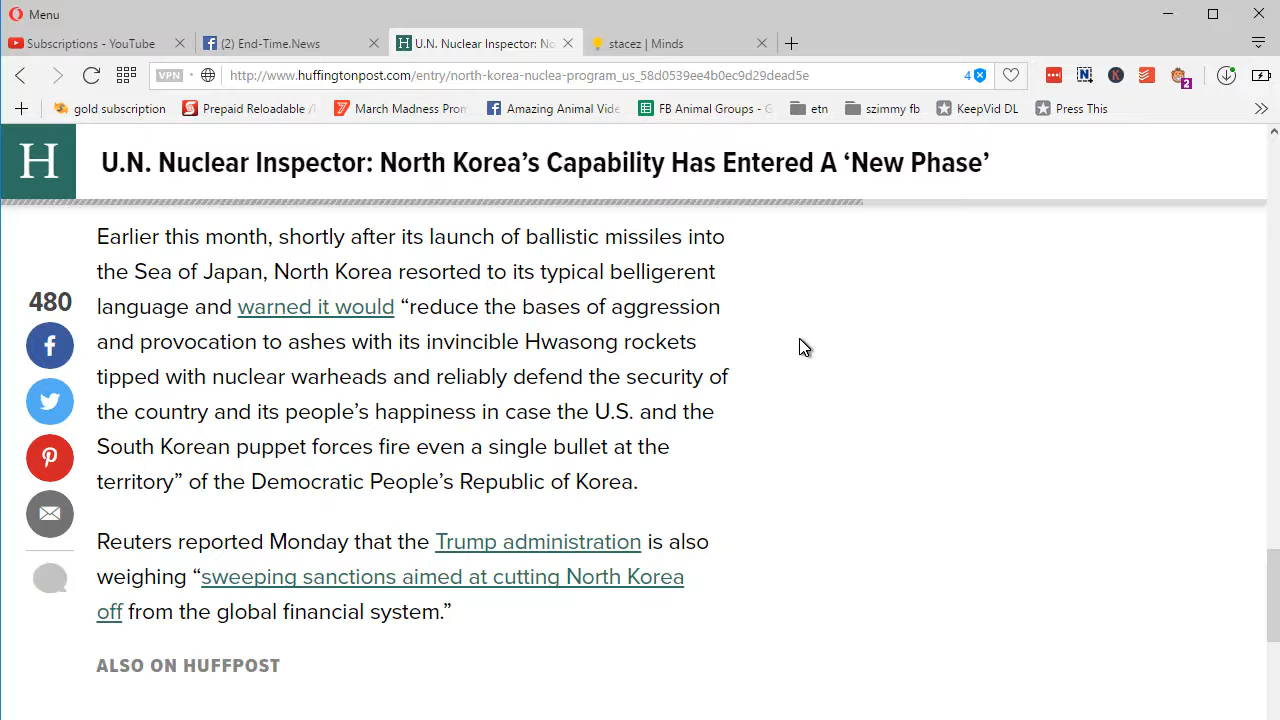 Menu
Subscriptions - YouTube
(2) End-Time.News
U.N. Nuclear Inspector: No
stacez | Minds
VPN
http://www.huffingtonpost.com/entry/north-korea-nuclea-program_us_58d0539ee4b0ec9d29dead5e
4
K
2
gold subscription
Prepaid Reloadable /
March Madness Pron
Amazing Animal Vide
FB Animal Groups - G
etn
szimmy fb
KeepVid DL
Press This
H
U.N. Nuclear Inspector: North Korea’s Capability Has Entered A ‘New Phase’
Earlier this month, shortly after its launch of ballistic missiles into
the Sea of Japan, North Korea resorted to its typical belligerent
language and warned it would “reduce the bases of aggression
and provocation to ashes with its invincible Hwasong rockets
tipped with nuclear warheads and reliably defend the security of
the country and its people’s happiness in case the U.S. and the
South Korean puppet forces fire even a single bullet at the
territory” of the Democratic People’s Republic of Korea.
480
Reuters reported Monday that the Trump administration is also
weighing “sweeping sanctions aimed at cutting North Korea
off from the global financial system.”
ALSO ON HUFFPOST